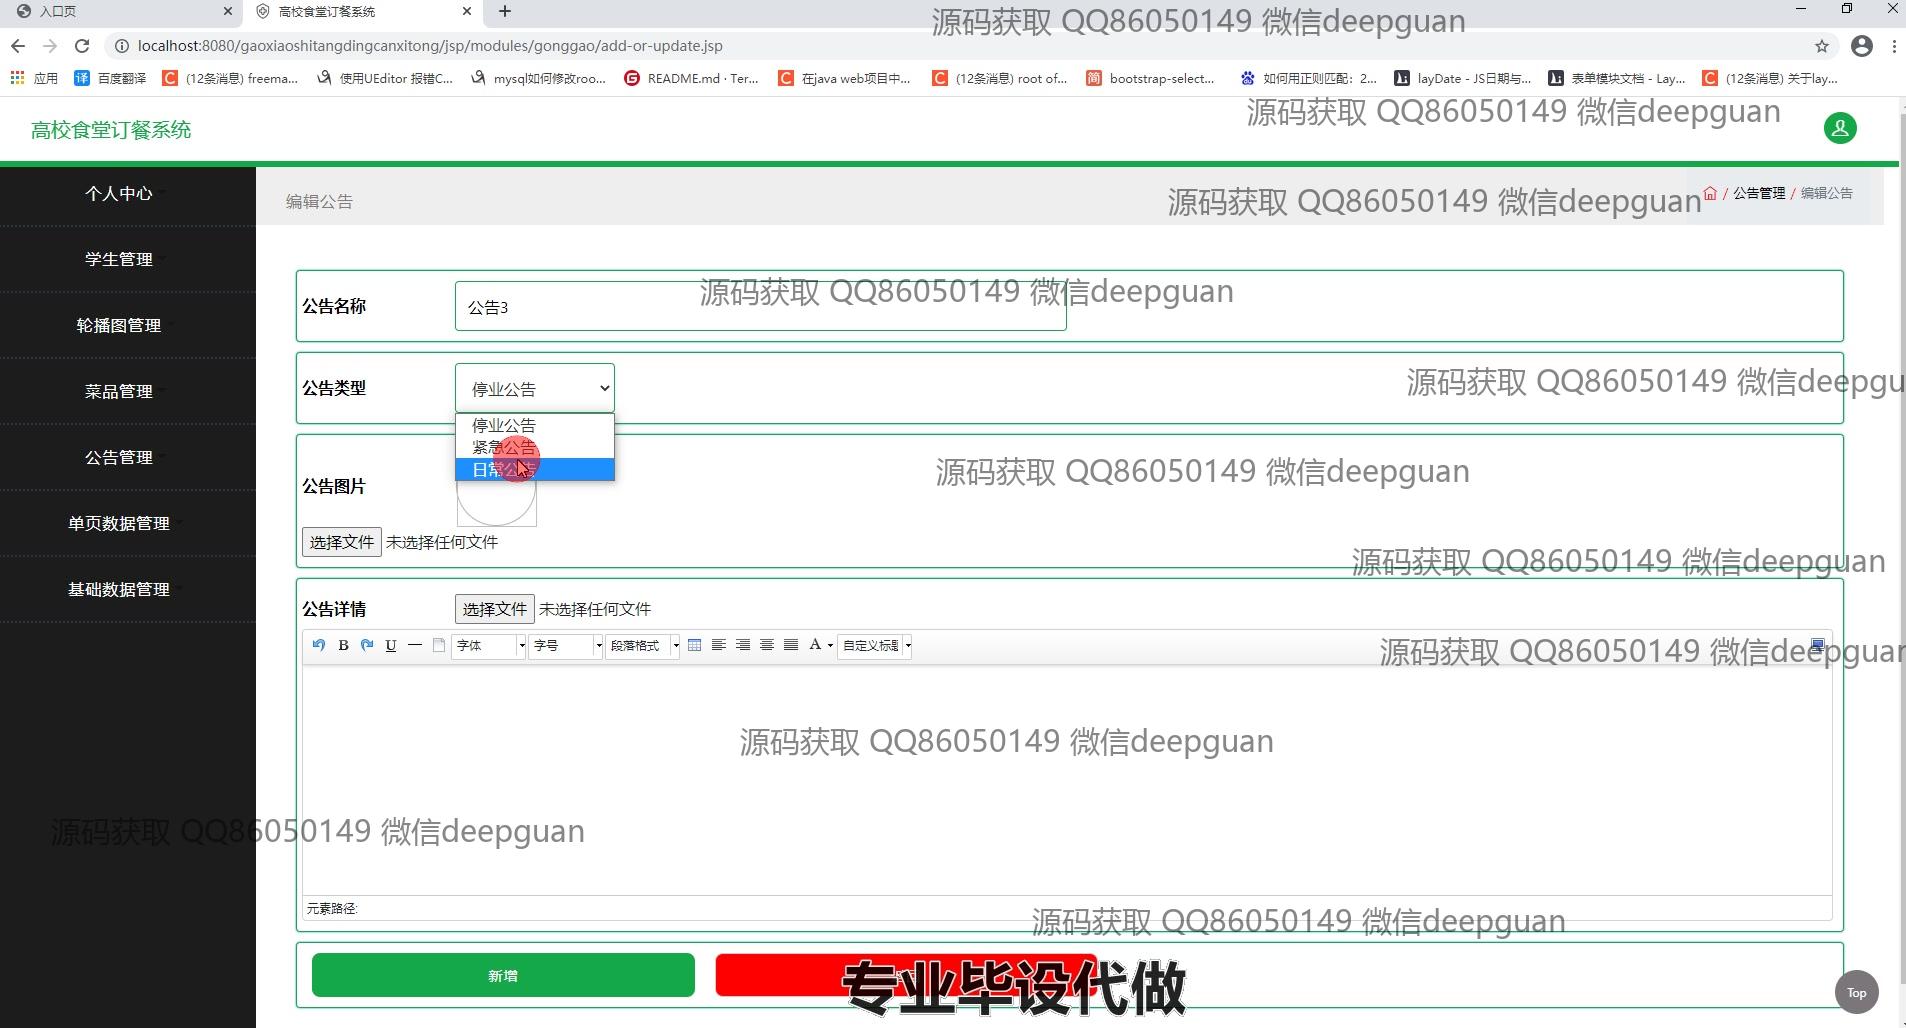 入口页
高校食堂订餐系统
源码获取 QQ86050149 微信deepguan
localhost:8080/gaoxiaoshitangdingcanxitong/jsp/modules/gonggao/add-or-update.jsp
应用 百度翻译 (12条消息) freema... 使用UEditor 报错C... mysql如何修改roo... README.md · Ter... 在java web项目中... (12条消息) root of... bootstrap-select... 如何用正则匹配：2... layDate - JS日期与... 表单模块文档 - Lay... (12条消息) 关于lay...
源码获取 QQ86050149 微信deepguan
高校食堂订餐系统
个人中心
编辑公告
源码获取 QQ86050149 微信deepguan
/ 公告管理 / 编辑公告
学生管理
轮播图管理
菜品管理
公告管理
单页数据管理
基础数据管理
公告名称
公告3
源码获取 QQ86050149 微信deepguan
公告类型
停业公告
源码获取 QQ86050149 微信deepgu
停业公告
紧急公告
日常公告
公告图片
源码获取 QQ86050149 微信deepguan
选择文件 未选择任何文件
源码获取 QQ86050149 微信deepguan
公告详情
选择文件 未选择任何文件
B U 字体 字号 段落格式 A 自定义标题
源码获取 QQ86050149 微信deepguan
源码获取 QQ86050149 微信deepguan
源码获取 QQ86050149 微信deepguan
元素路径:
源码获取 QQ86050149 微信deepguan
新增
专业毕设代做
Top